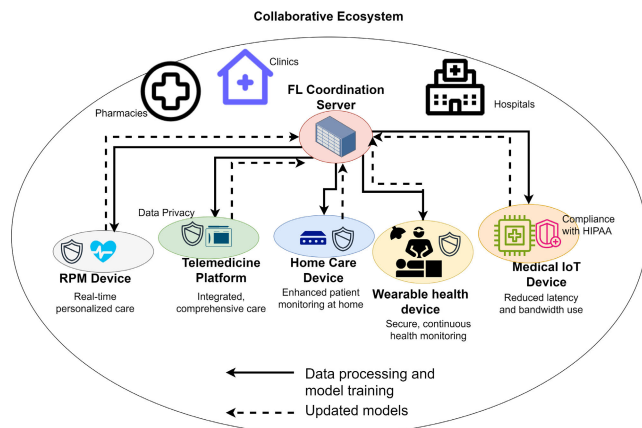 Collaborative Ecosystem
Clinics
Pharmacies
FL Coordination
Server
Hospitals
Data Privacy
Compliance
with HIPAA
RPM Device
Real-time
personalized care
Telemedicine
Platform
Integrated,
comprehensive care
Home Care
Device
Enhanced patient
monitoring at home
Wearable health
device
Secure, continuous
health monitoring
Medical IoT
Device
Reduced latency
and bandwidth use
Data processing and
model training
Updated models